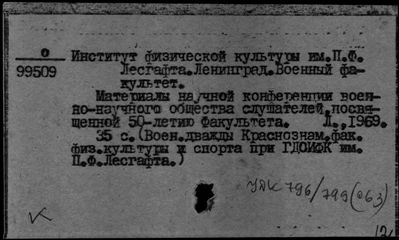 О
99509
Институт физической культуры им.П.Ф.
Лесгафта.Ленинград.Военный фа-
культет.
Материалы научной конференции воен-
но-научного общества слушателей,посвя-
щенной 50-летию Факультета. Л.,1969.
35 с.(Воен.дважды Краснознам.фак.
физ.культуры и спорта при ГДОИФК им.
П.Ф.Лесгафта.)
УДК 796/799(063)
12